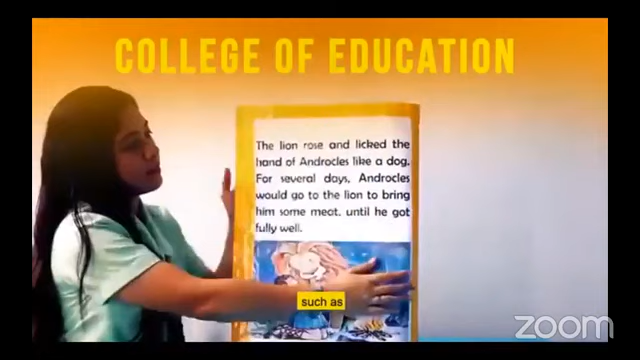 COLLEGE OF EDUCATION
The lion rose and licked the
hand of Androcles like a dog.
For several days, Androcles
would go to the lion to bring
him some meat. until he got
fully well.
such as
zoom